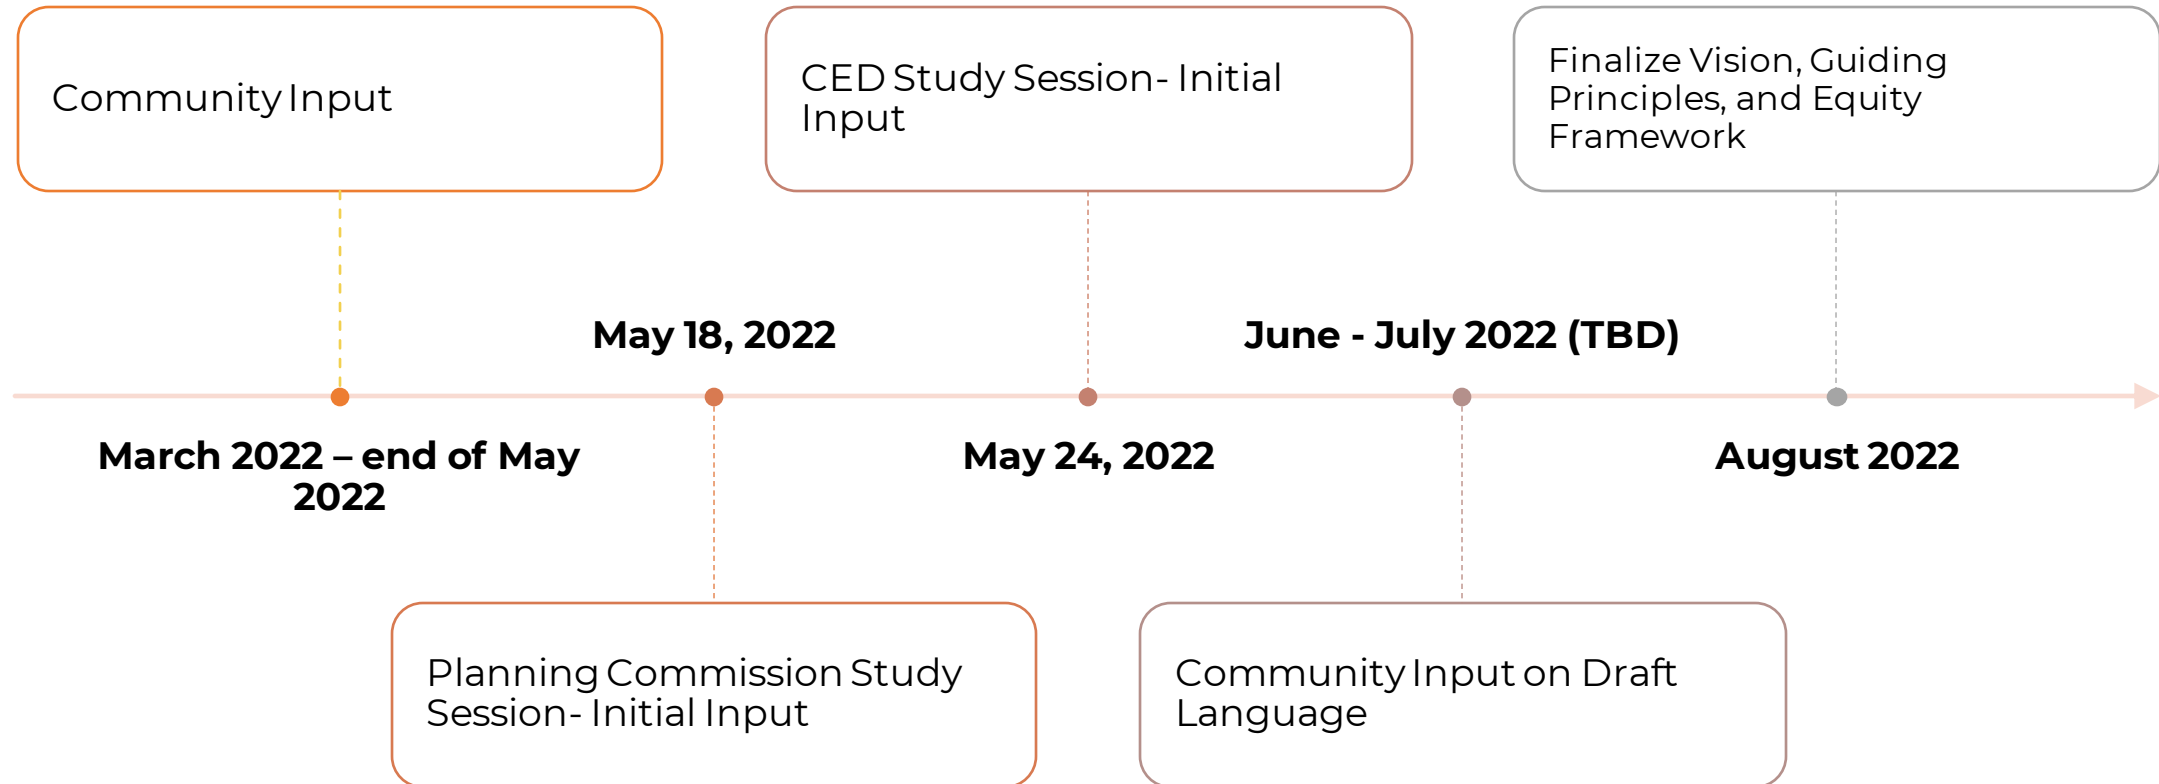 Community Input
CED Study Session- Initial
Input
Finalize Vision, Guiding
Principles, and Equity
Framework
May 18, 2022
June - July 2022 (TBD)
March 2022 – end of May
2022
May 24, 2022
August 2022
Planning Commission Study
Session- Initial Input
Community Input on Draft
Language